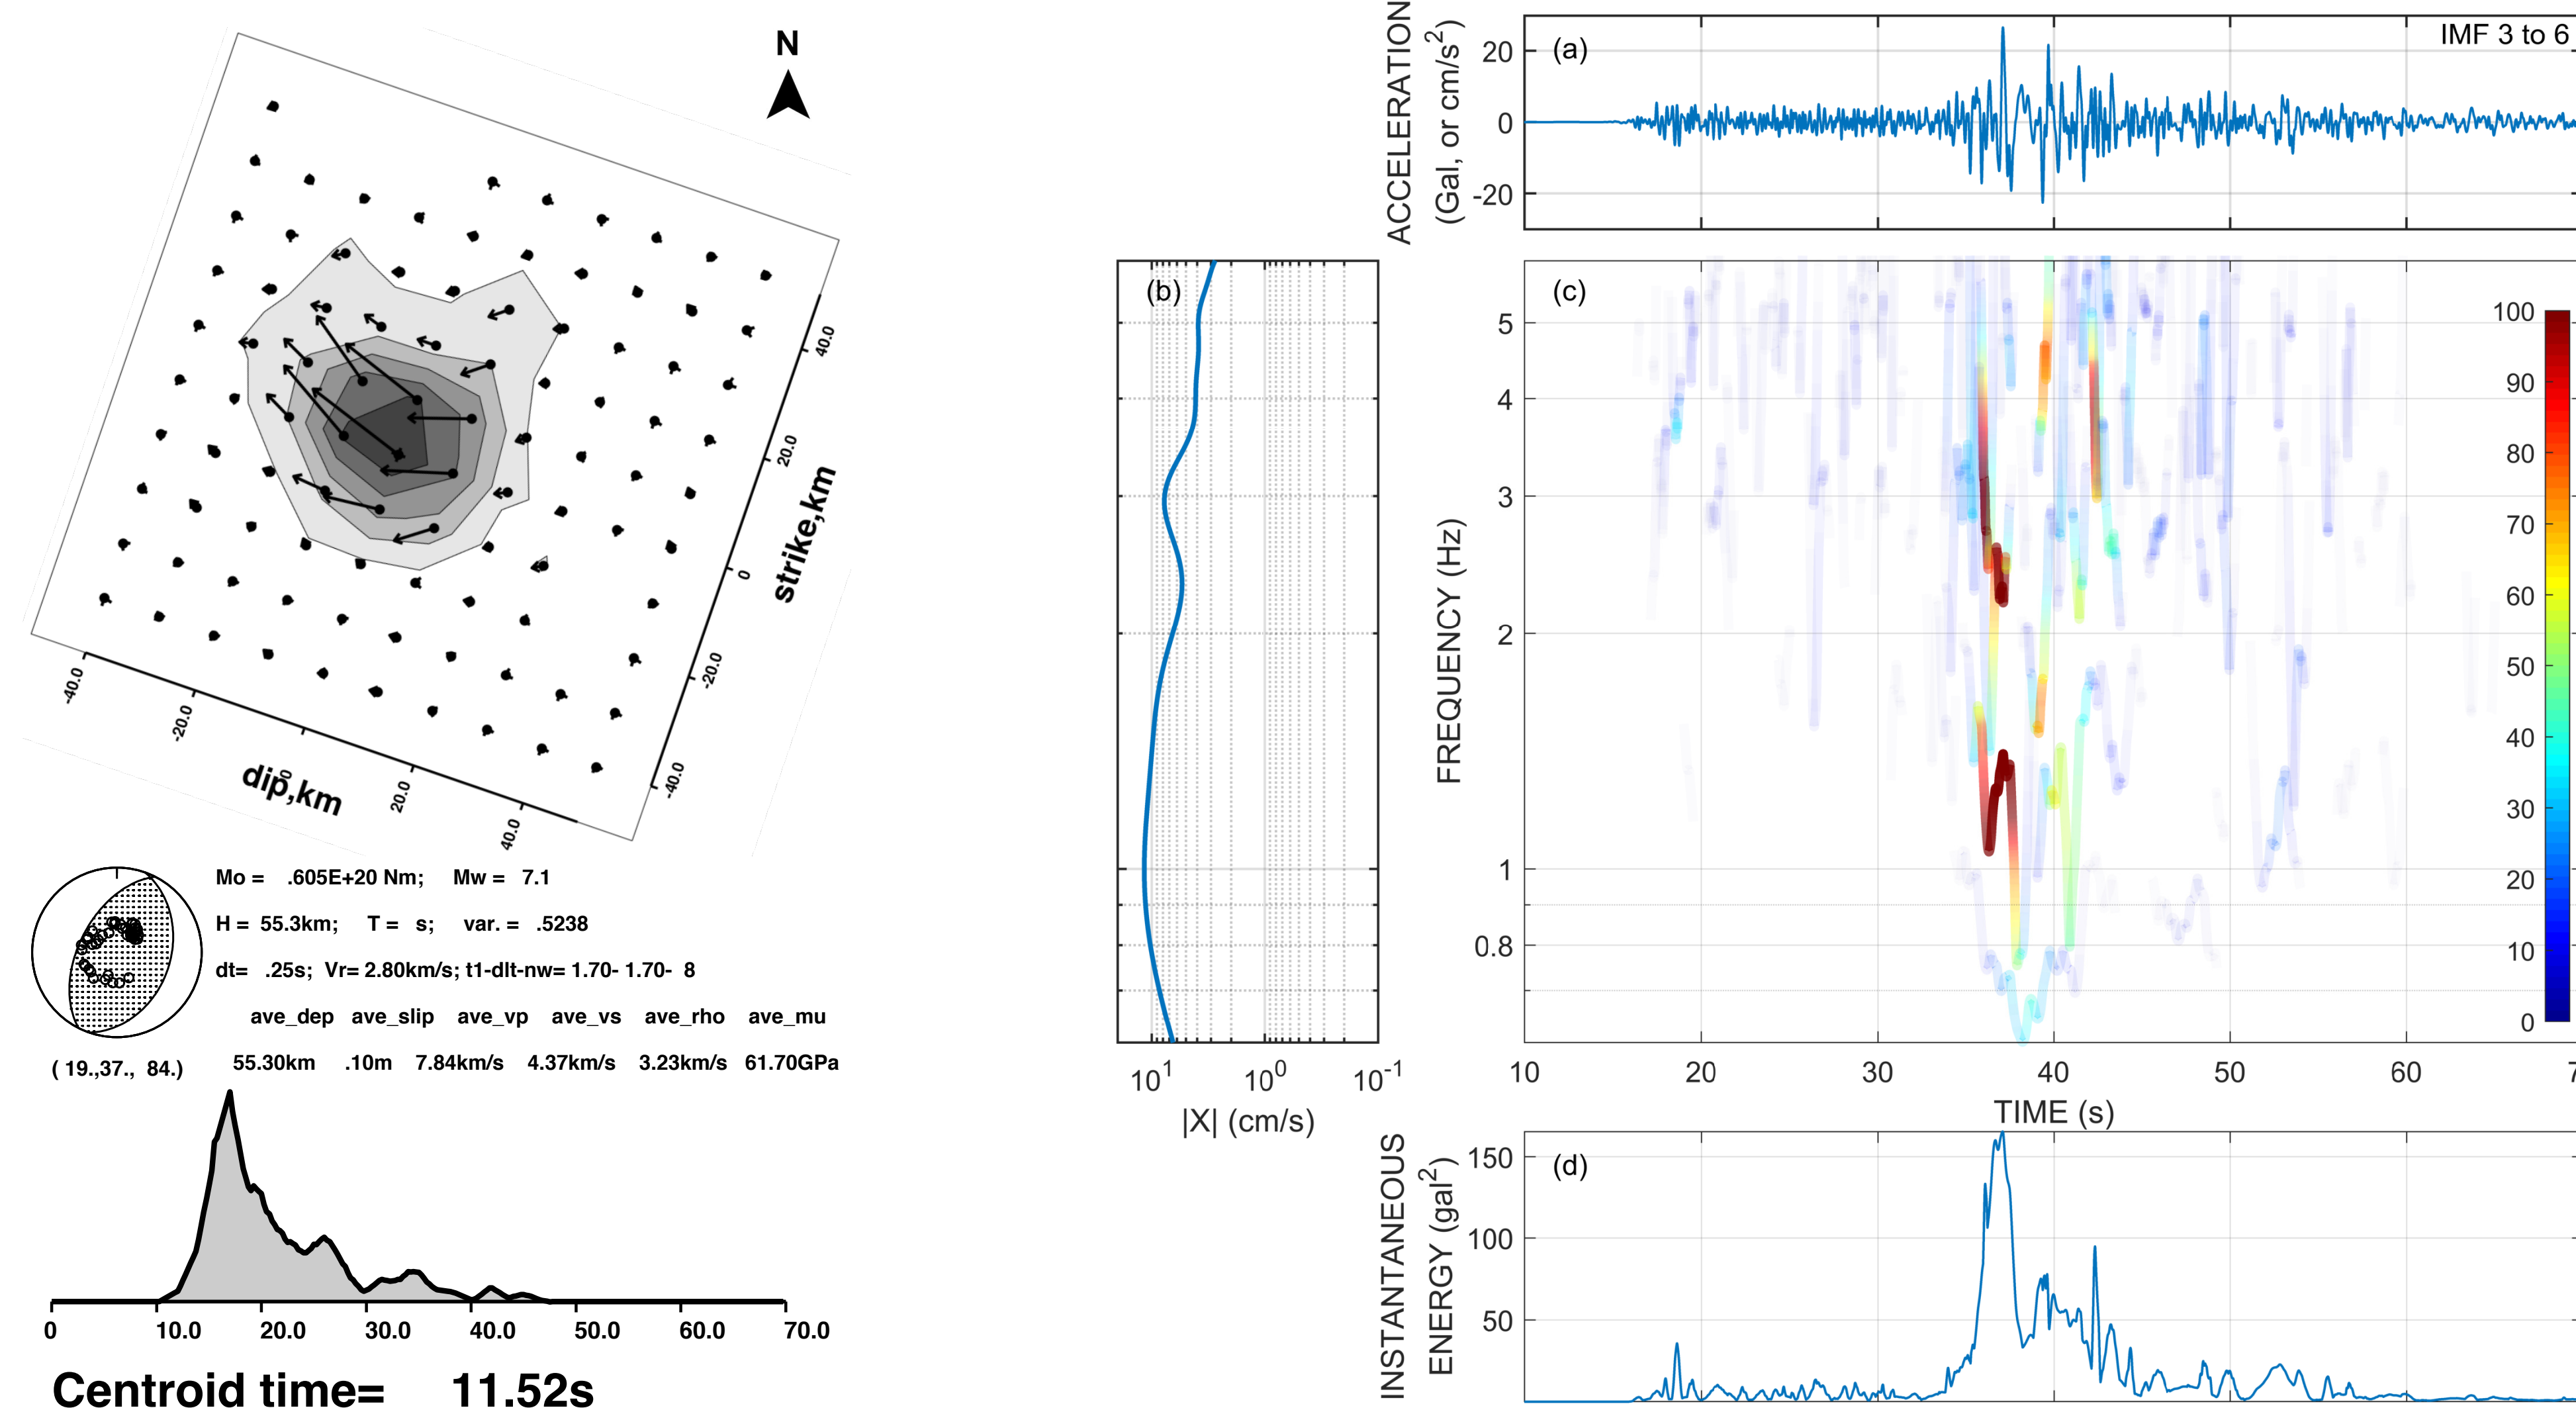 N
40.0
20.0
0
-20.0
-40.0
strike,km
-40.0
-20.0
0
20.0
40.0
dip,km
Mo = .605E+20 Nm; Mw = 7.1
H = 55.3km; T = s; var. = .5238
dt= .25s; Vr= 2.80km/s; t1-dlt-nw= 1.70- 1.70- 8
ave_dep ave_slip ave_vp ave_vs ave_rho ave_mu
55.30km .10m 7.84km/s 4.37km/s 3.23km/s 61.70GPa
( 19.,37., 84.)
0 10.0 20.0 30.0 40.0 50.0 60.0 70.0
Centroid time= 11.52s
ACCELERATION
(Gal, or cm/s2)
20
0
-20
(a)
IMF 3 to 6
(b)
10^1 10^0 10^-1
|X| (cm/s)
(c)
FREQUENCY (Hz)
5
4
3
2
1
0.8
100
90
80
70
60
50
40
30
20
10
0
10 20 30 40 50 60 7
TIME (s)
INSTANTANEOUS
ENERGY (gal2)
150
100
50
(d)